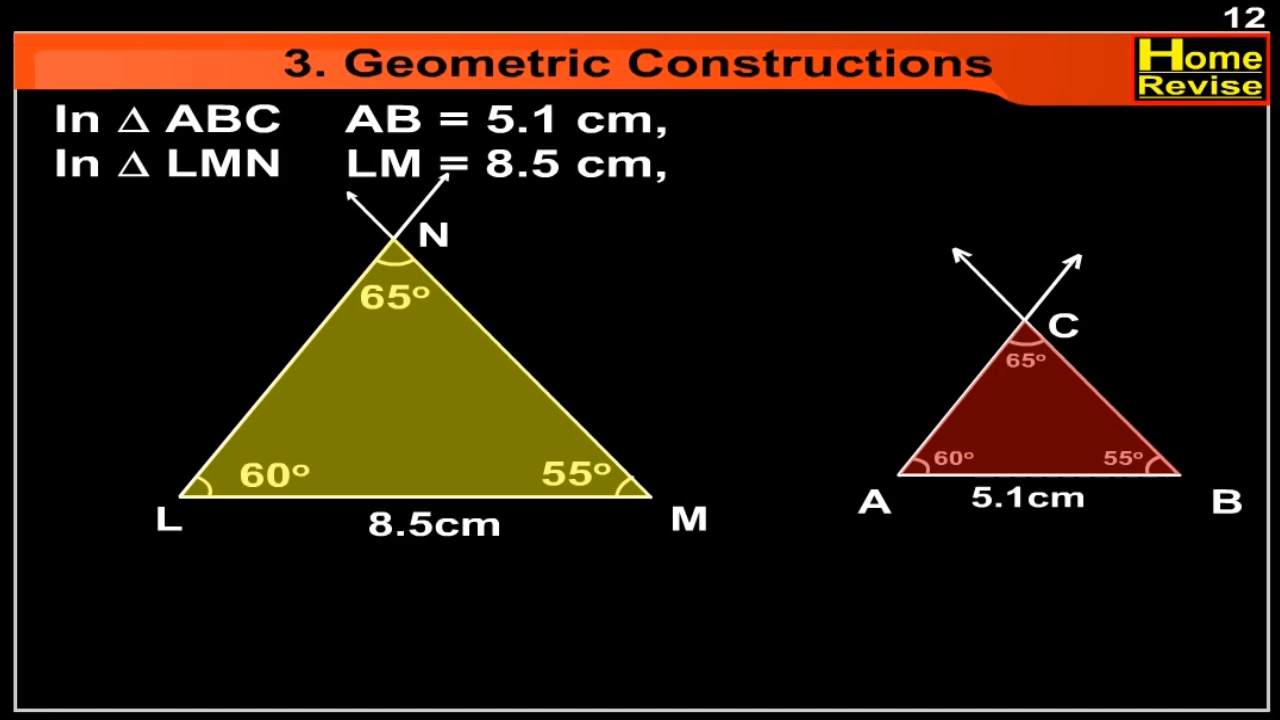 12
3. Geometric Constructions
Home
Revise
In Δ ABC AB = 5.1 cm,
In Δ LMN LM = 8.5 cm,
N
65°
60°
55°
L
8.5cm
M
C
65°
60°
55°
A
5.1cm
B